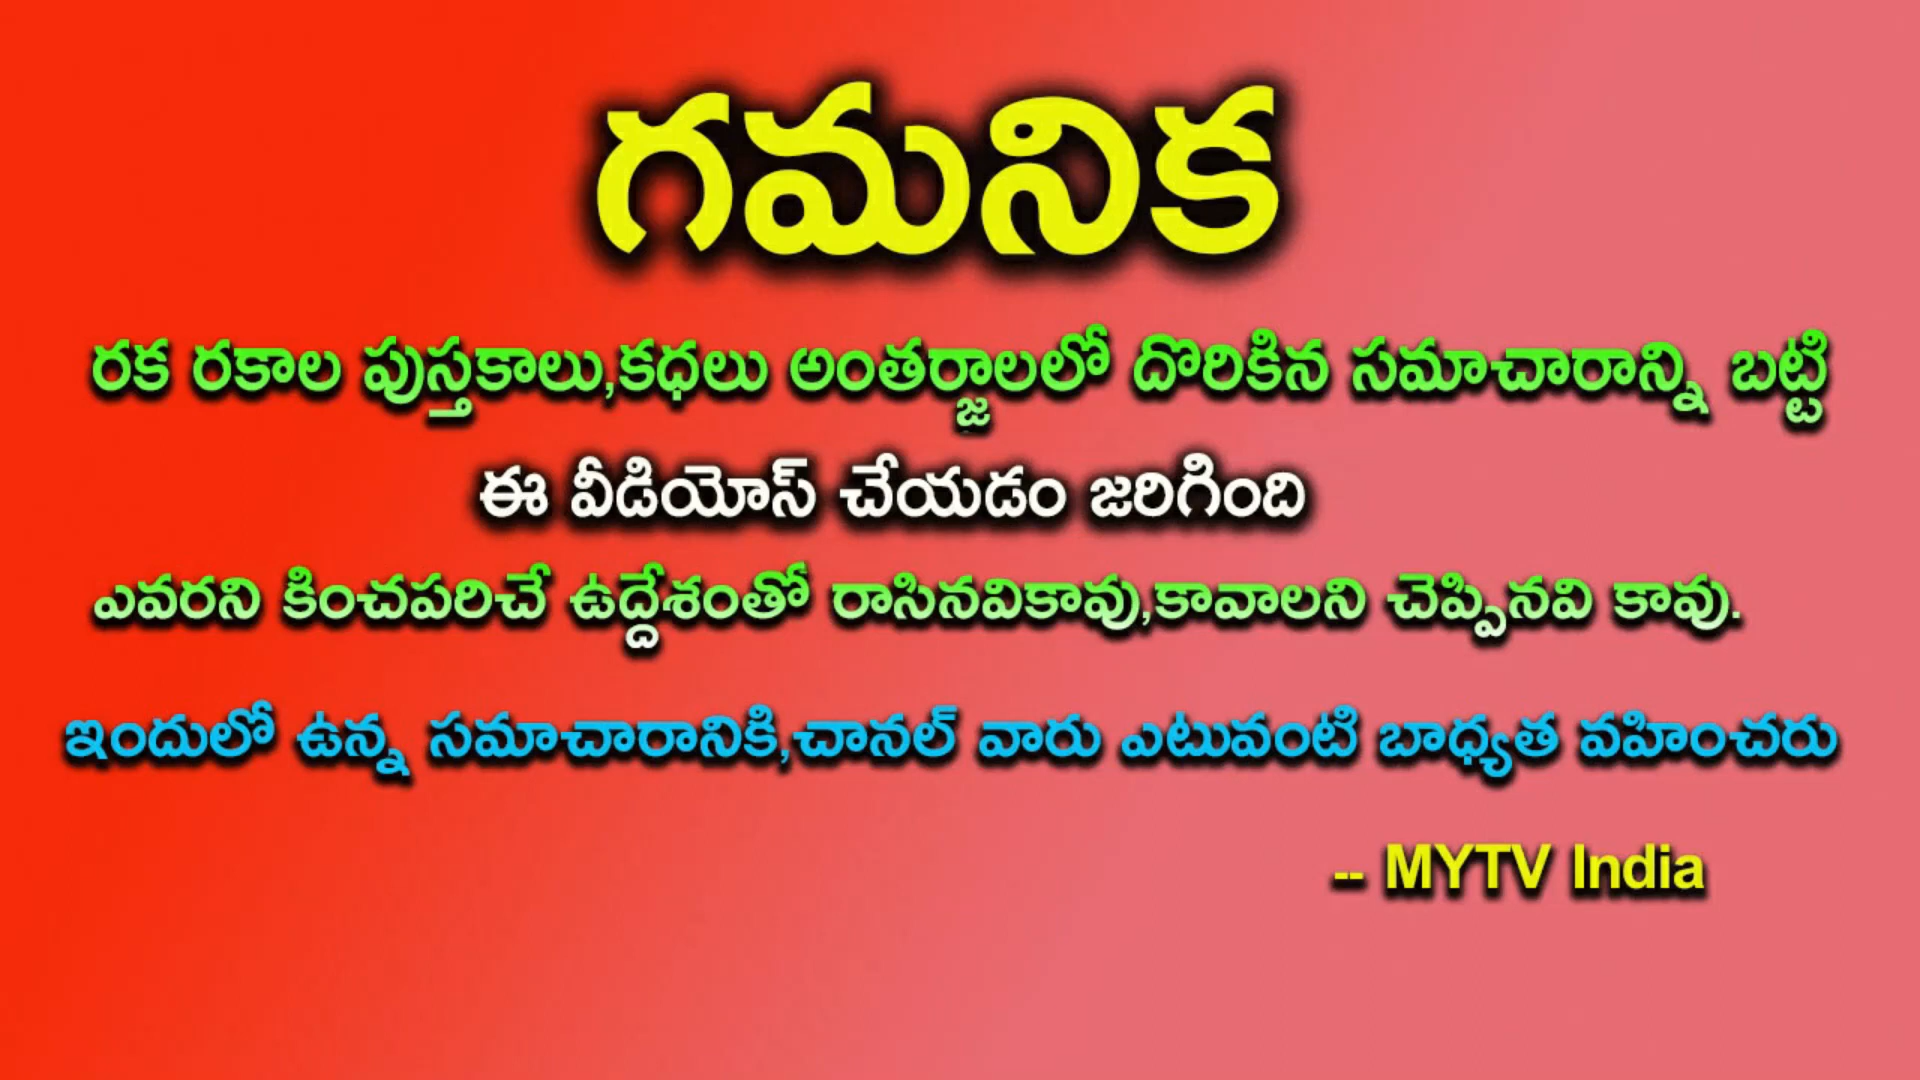 గమనిక
రక రకాల పుస్తకాలు,కధలు అంతర్జాలలో దొరికిన సమాచారాన్ని బట్టి
ఈ వీడియోస్ చేయడం జరిగింది
ఎవరని కించపరిచే ఉద్దేశంతో రాసినవికావు,కావాలని చెప్పినవి కావు.
ఇందులో ఉన్న సమాచారానికి,చానల్ వారు ఎటువంటి బాధ్యత వహించరు
-- MYTV India